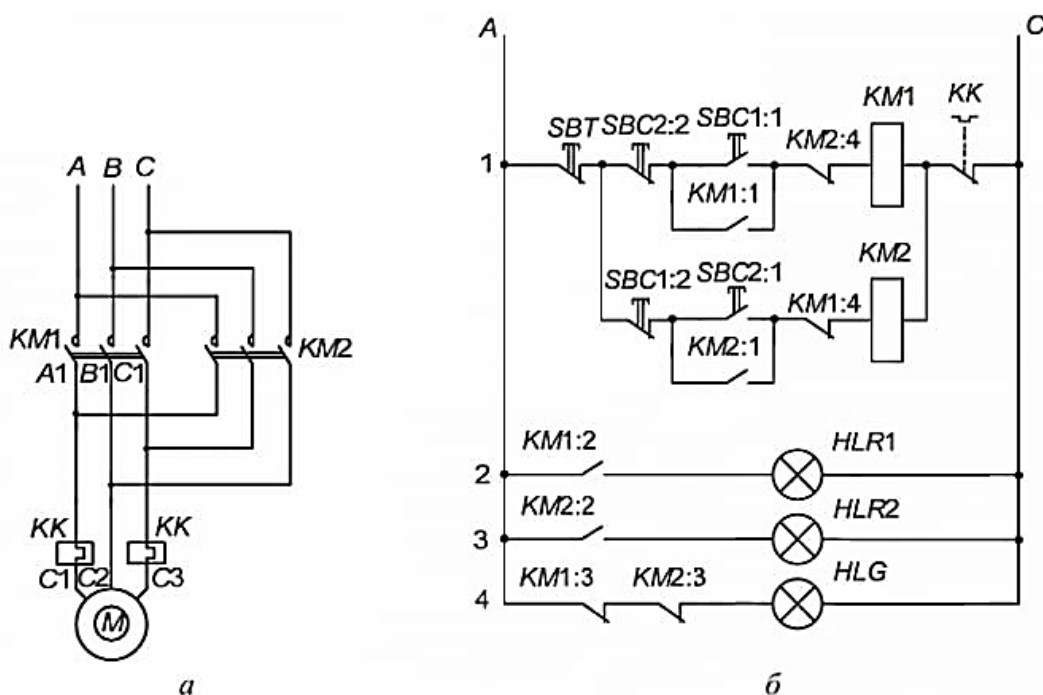 A B C
KM1
KM2
A1 B1 C1
KK KK
C1 C2 C3
M
а
A C
KM1 KK
SBT SBC2:2 SBC1:1 KM2:4
1
KM1:1
KM2
SBC1:2 SBC2:1 KM1:4
KM2:1
KM1:2 HLR1
2
KM2:2 HLR2
3
KM1:3 KM2:3 HLG
4
б